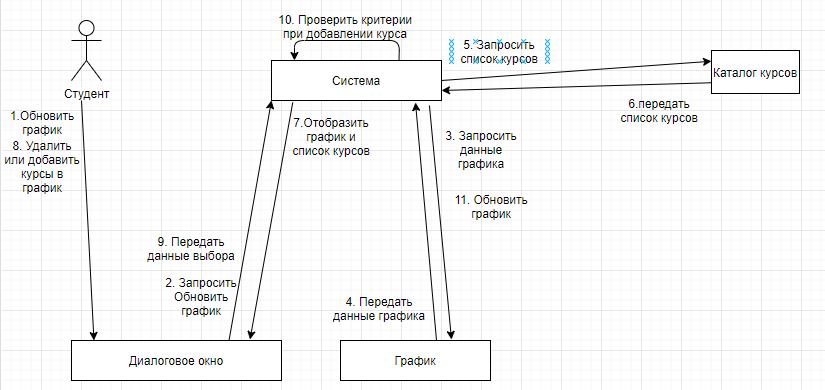 10. Проверить критерии
при добавлении курса
5. Запросить
список курсов
Система
Каталог курсов
Студент
1.Обновить
график
8. Удалить
или добавить
курсы в
график
7.Отобразить
график и
список курсов
3. Запросить
данные
графика
6.передать
список курсов
11. Обновить
график
9. Передать
данные выбора
2. Запросить
Обновить
график
4. Передать
данные графика
Диалоговое окно
График